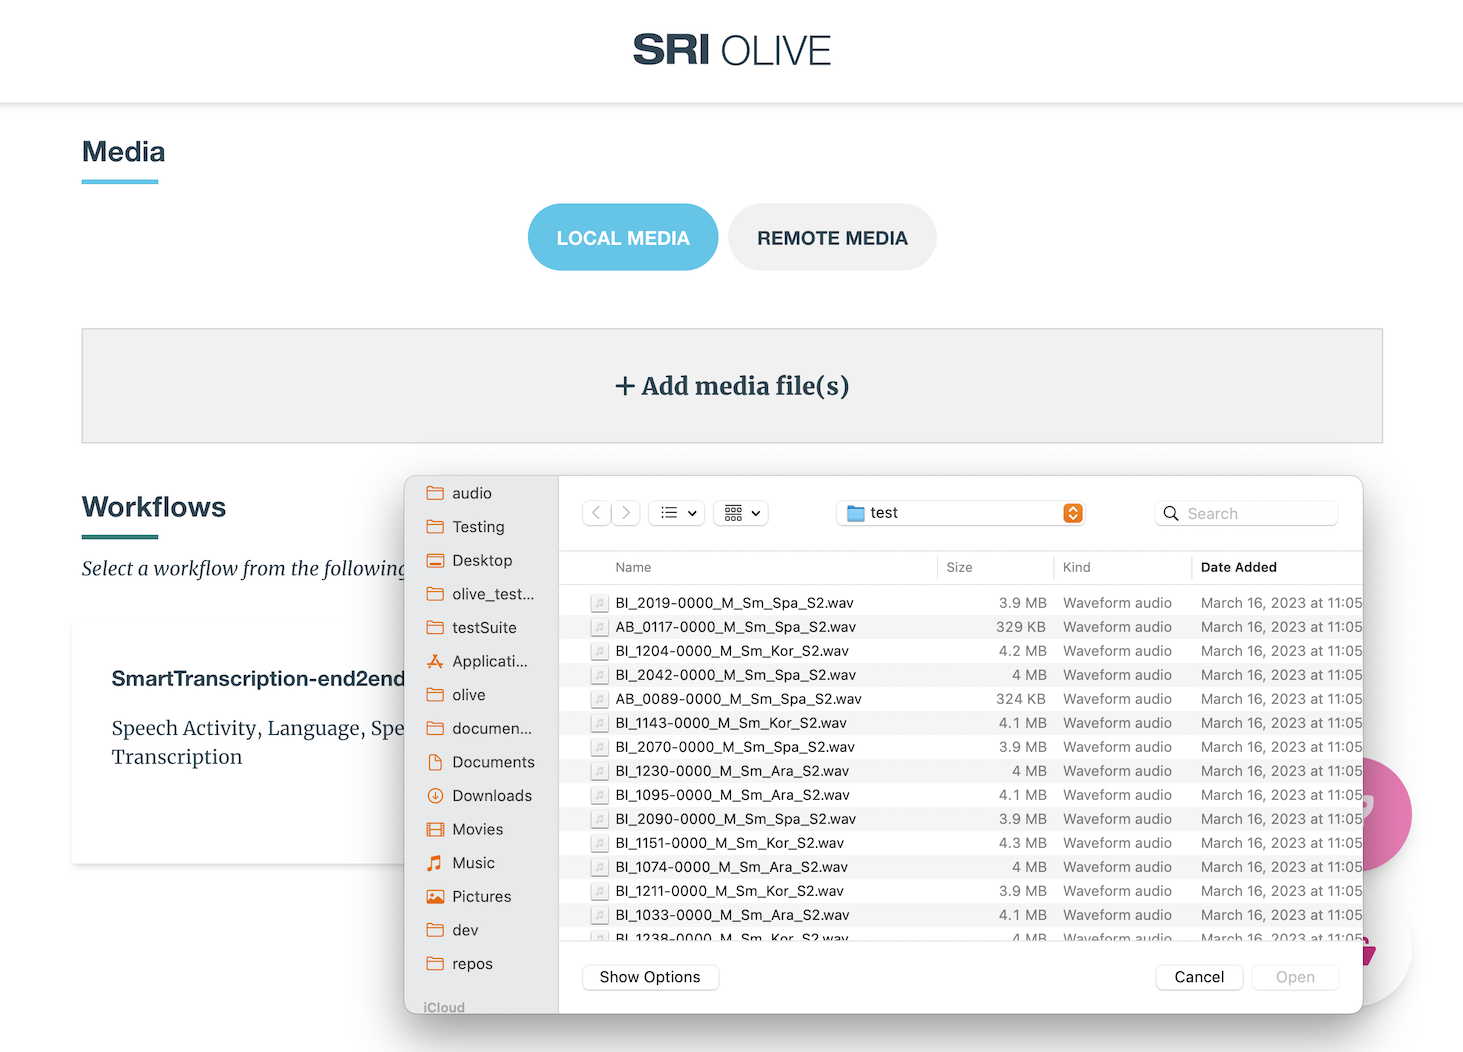 SRI OLIVE
Media
LOCAL MEDIA
REMOTE MEDIA
+ Add media file(s)
Workflows
Select a workflow from the following
SmartTranscription-end2end
Speech Activity, Language, Spe
Transcription
audio
Testing
Desktop
olive_test...
testSuite
Applicati...
olive
documen...
Documents
Downloads
Movies
Music
Pictures
dev
repos
iCloud
test
Search
Name Size Kind Date Added
BI_2019-0000_M_Sm_Spa_S2.wav 3.9 MB Waveform audio March 16, 2023 at 11:05
AB_0117-0000_M_Sm_Spa_S2.wav 329 KB Waveform audio March 16, 2023 at 11:05
BI_1204-0000_M_Sm_Kor_S2.wav 4.2 MB Waveform audio March 16, 2023 at 11:05
BI_2042-0000_M_Sm_Spa_S2.wav 4 MB Waveform audio March 16, 2023 at 11:05
AB_0089-0000_M_Sm_Spa_S2.wav 324 KB Waveform audio March 16, 2023 at 11:05
BI_1143-0000_M_Sm_Kor_S2.wav 4.1 MB Waveform audio March 16, 2023 at 11:05
BI_2070-0000_M_Sm_Spa_S2.wav 3.9 MB Waveform audio March 16, 2023 at 11:05
BI_1230-0000_M_Sm_Ara_S2.wav 4 MB Waveform audio March 16, 2023 at 11:05
BI_1095-0000_M_Sm_Ara_S2.wav 4.1 MB Waveform audio March 16, 2023 at 11:05
BI_2090-0000_M_Sm_Spa_S2.wav 3.9 MB Waveform audio March 16, 2023 at 11:05
BI_1151-0000_M_Sm_Kor_S2.wav 4.3 MB Waveform audio March 16, 2023 at 11:05
BI_1074-0000_M_Sm_Ara_S2.wav 4 MB Waveform audio March 16, 2023 at 11:05
BI_1211-0000_M_Sm_Kor_S2.wav 3.9 MB Waveform audio March 16, 2023 at 11:05
BI_1033-0000_M_Sm_Ara_S2.wav 4.1 MB Waveform audio March 16, 2023 at 11:05
BI_1238-0000_M_Sm_Kor_S2.wav 4 MB Waveform audio March 16, 2023 at 11:05
Show Options
Cancel
Open